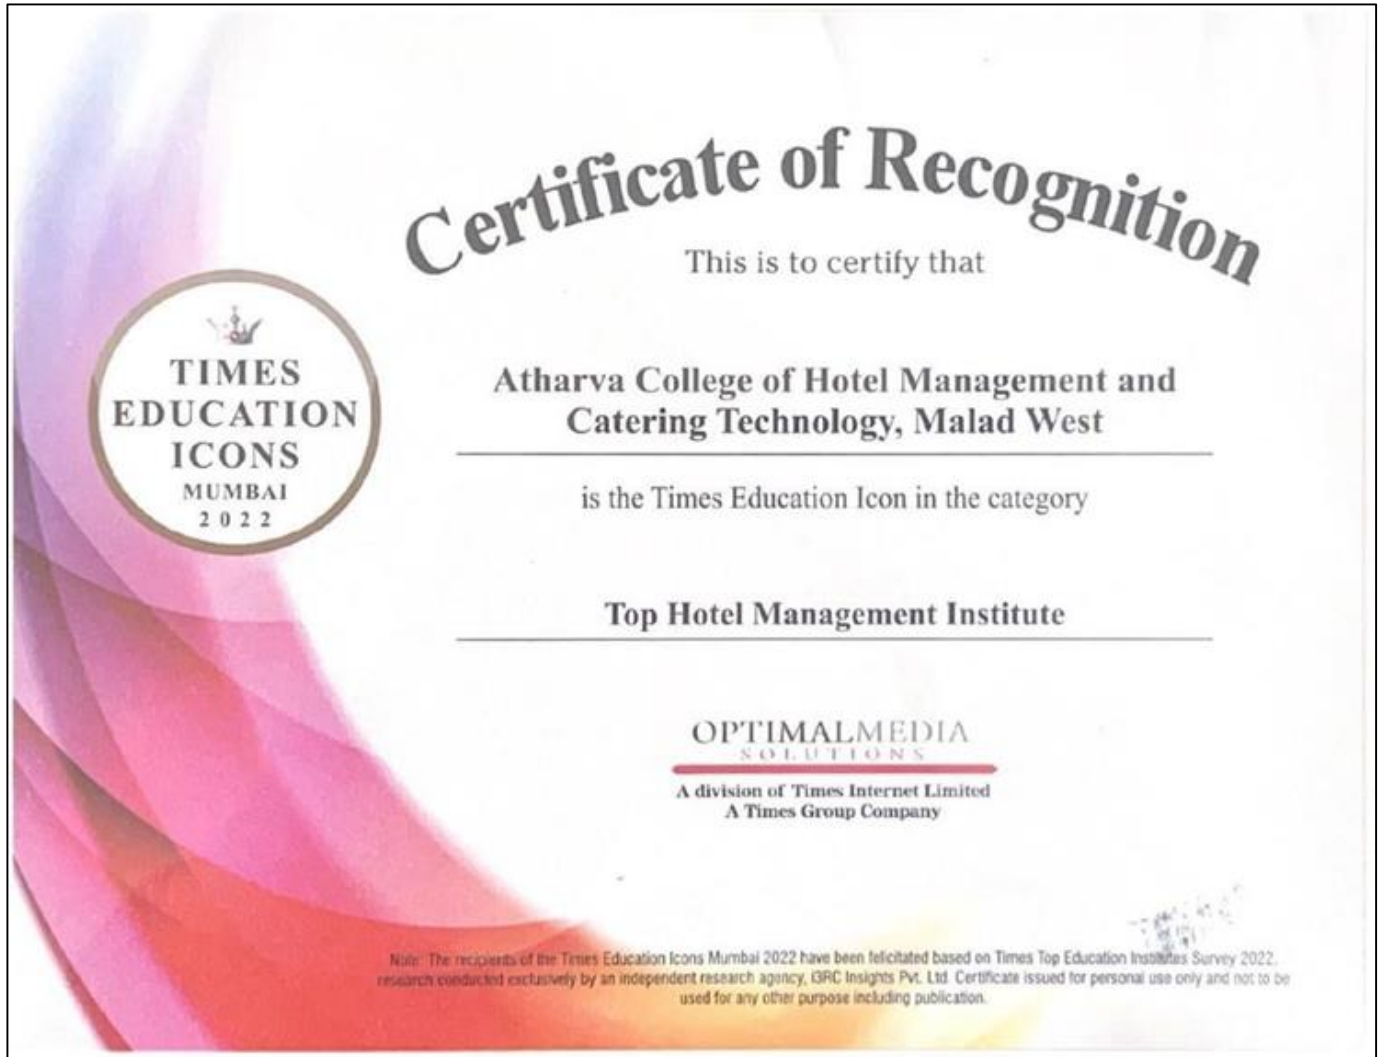 Certificate of Recognition
This is to certify that
TIMES
EDUCATION
ICONS
MUMBAI
2022
Atharva College of Hotel Management and
Catering Technology, Malad West
is the Times Education Icon in the category
Top Hotel Management Institute
OPTIMALMEDIA
SOLUTIONS
A division of Times Internet Limited
A Times Group Company
Note: The recipients of the Times Education Icons Mumbai 2022 have been felicitated based on Times Top Education Institutes Survey 2022,
research conducted exclusively by an independent research agency, i3RC Insights Pvt. Ltd. Certificate issued for personal use only and not to be
used for any other purpose including publication.